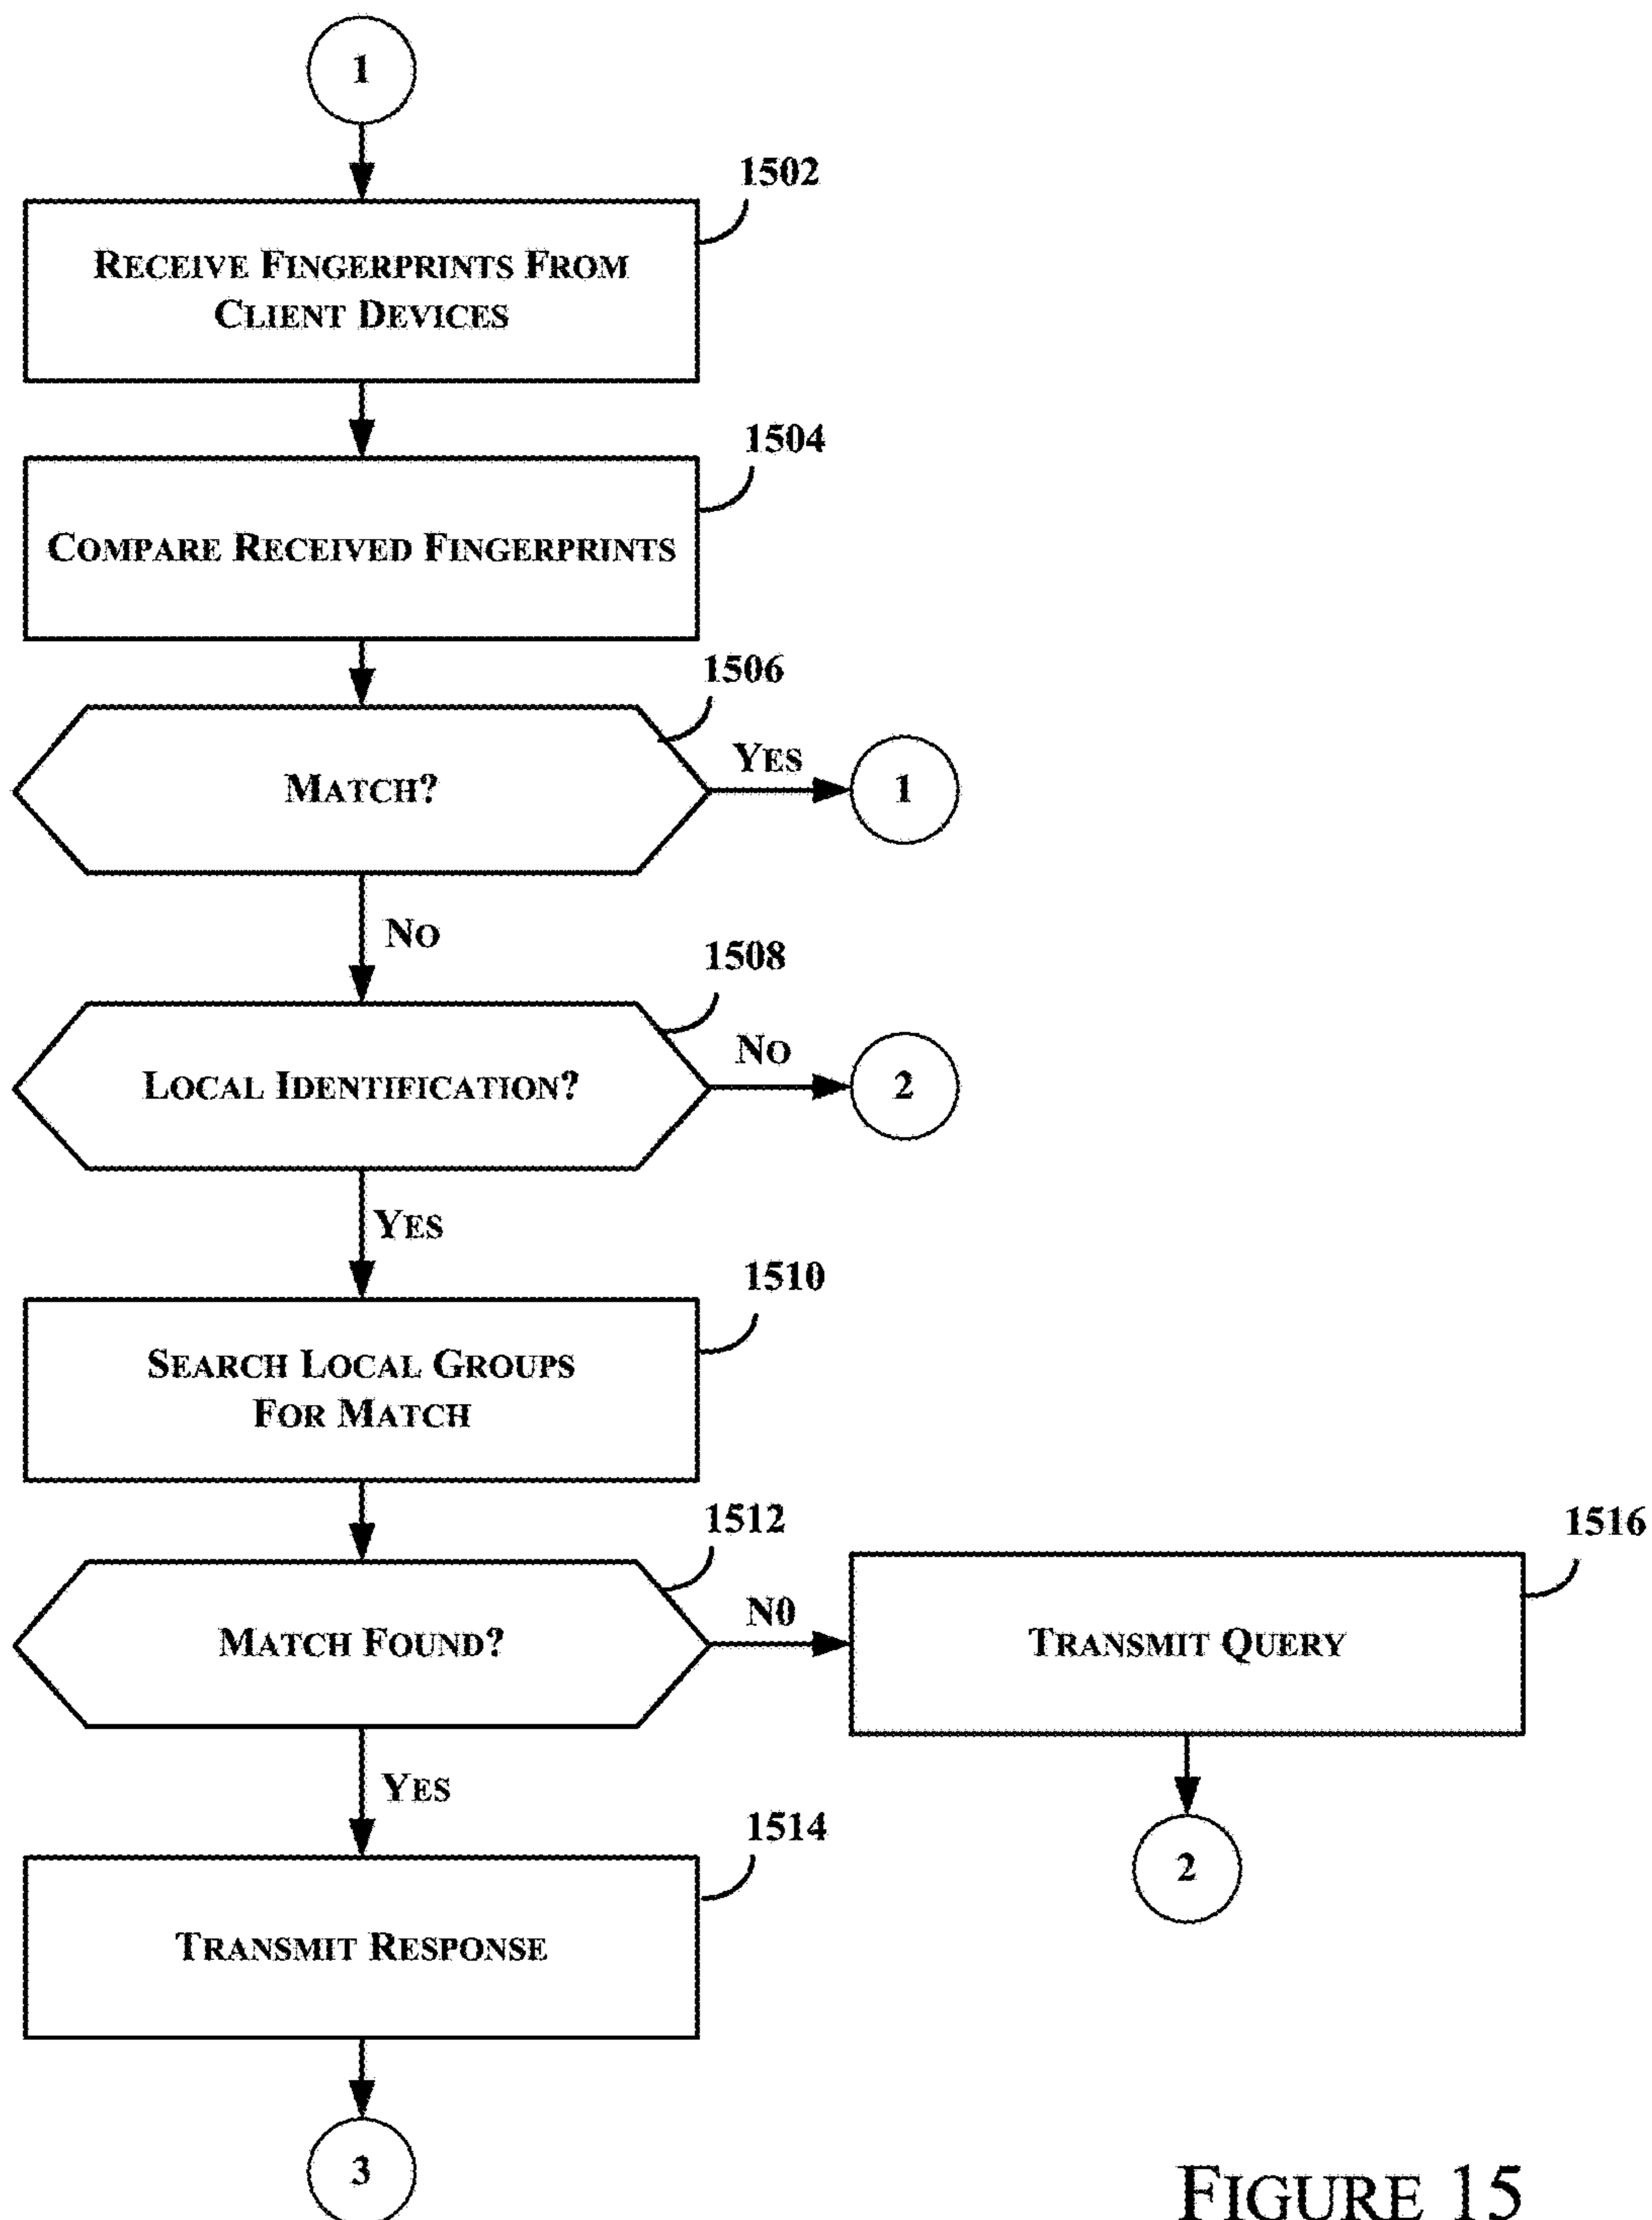 1
1502
RECEIVE FINGERPRINTS FROM
CLIENT DEVICES
1504
COMPARE RECEIVED FINGERPRINTS
1506
MATCH?
YES
1
NO
1508
LOCAL IDENTIFICATION?
NO
2
YES
1510
SEARCH LOCAL GROUPS
FOR MATCH
1512
MATCH FOUND?
N0
1516
TRANSMIT QUERY
2
YES
1514
TRANSMIT RESPONSE
3
FIGURE 15